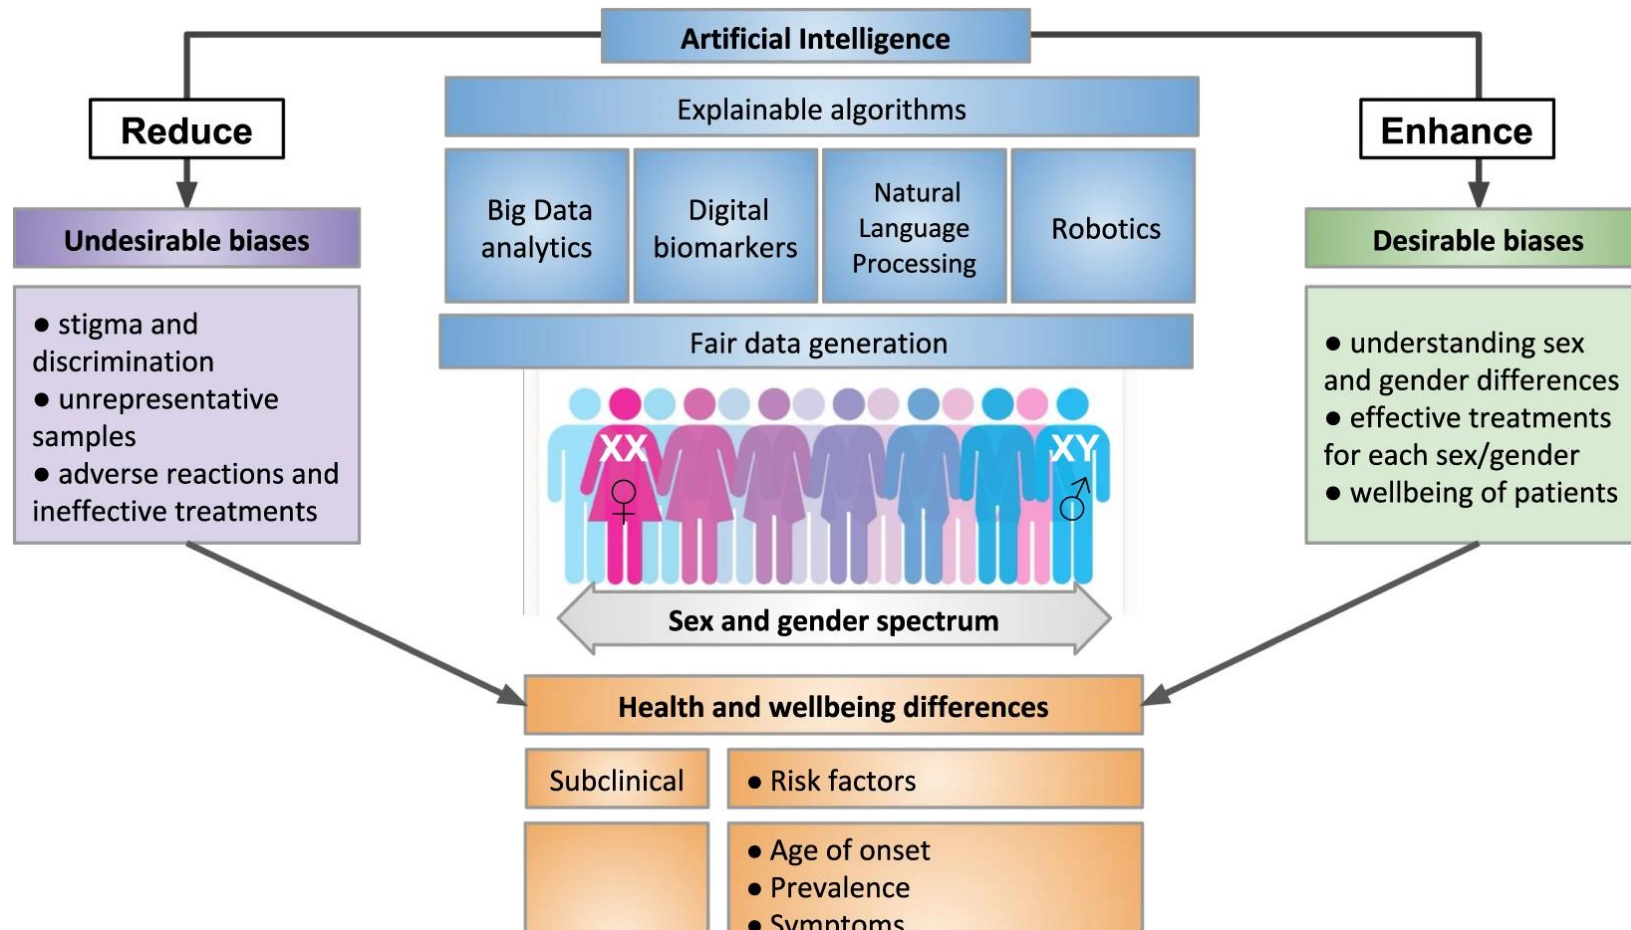 Artificial Intelligence
Reduce
Undesirable biases
● stigma and
discrimination
● unrepresentative
samples
● adverse reactions and
ineffective treatments
Explainable algorithms
Big Data
analytics
Digital
biomarkers
Natural
Language
Processing
Robotics
Fair data generation
XX
♀
XY
♂
Sex and gender spectrum
Enhance
Desirable biases
● understanding sex
and gender differences
● effective treatments
for each sex/gender
● wellbeing of patients
Health and wellbeing differences
Subclinical
● Risk factors
● Age of onset
● Prevalence
● Symptoms